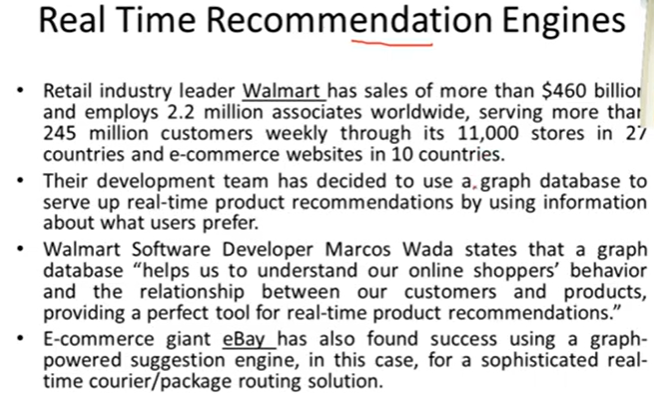 Real Time Recommendation Engines
• Retail industry leader Walmart has sales of more than $460 billion
and employs 2.2 million associates worldwide, serving more than
245 million customers weekly through its 11,000 stores in 27
countries and e-commerce websites in 10 countries.
• Their development team has decided to use a graph database to
serve up real-time product recommendations by using information
about what users prefer.
• Walmart Software Developer Marcos Wada states that a graph
database “helps us to understand our online shoppers’ behavior
and the relationship between our customers and products,
providing a perfect tool for real-time product recommendations.”
• E-commerce giant eBay has also found success using a graph-
powered suggestion engine, in this case, for a sophisticated real-
time courier/package routing solution.